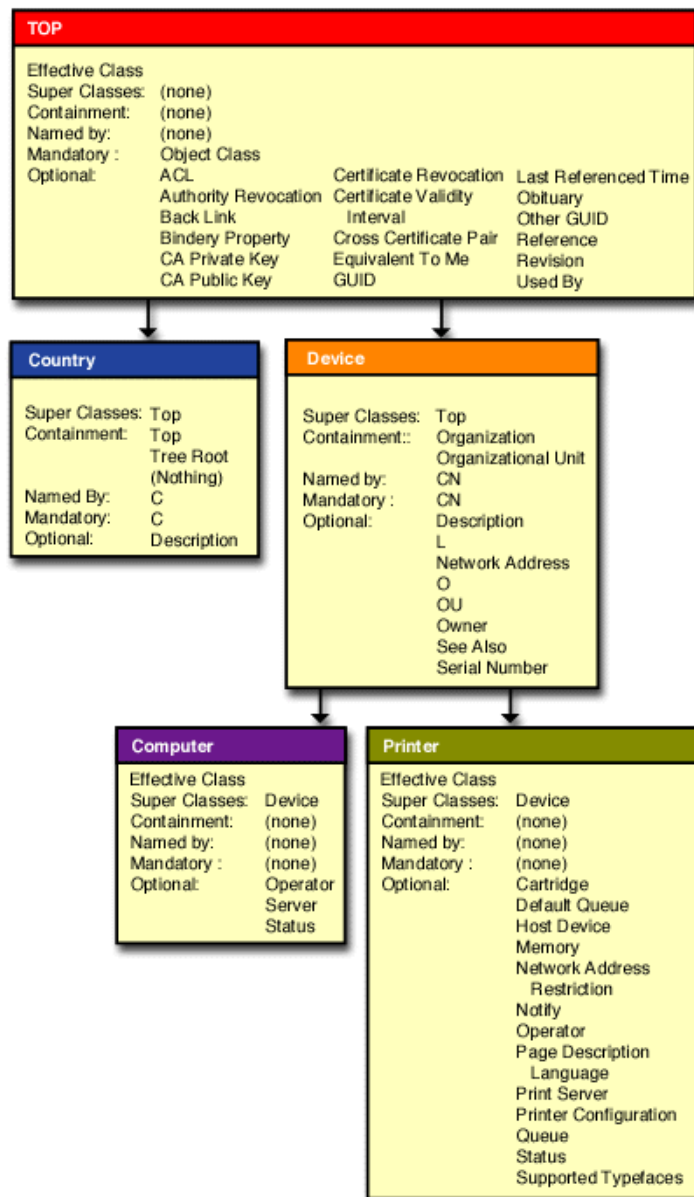 TOP
Effective Class
Super Classes: (none)
Containment: (none)
Named by: (none)
Mandatory : Object Class
Optional: ACL Certificate Revocation Last Referenced Time
Authority Revocation Certificate Validity Obituary
Back Link Interval Other GUID
Bindery Property Cross Certificate Pair Reference
CA Private Key Equivalent To Me Revision
CA Public Key GUID Used By
Country
Super Classes: Top
Containment: Top
Tree Root
(Nothing)
Named By: C
Mandatory: C
Optional: Description
Device
Super Classes: Top
Containment:: Organization
Organizational Unit
Named by: CN
Mandatory : CN
Optional: Description
L
Network Address
O
OU
Owner
See Also
Serial Number
Computer
Effective Class
Super Classes: Device
Containment: (none)
Named by: (none)
Mandatory : (none)
Optional: Operator
Server
Status
Printer
Effective Class
Super Classes: Device
Containment: (none)
Named by: (none)
Mandatory : (none)
Optional: Cartridge
Default Queue
Host Device
Memory
Network Address
Restriction
Notify
Operator
Page Description
Language
Print Server
Printer Configuration
Queue
Status
Supported Typefaces